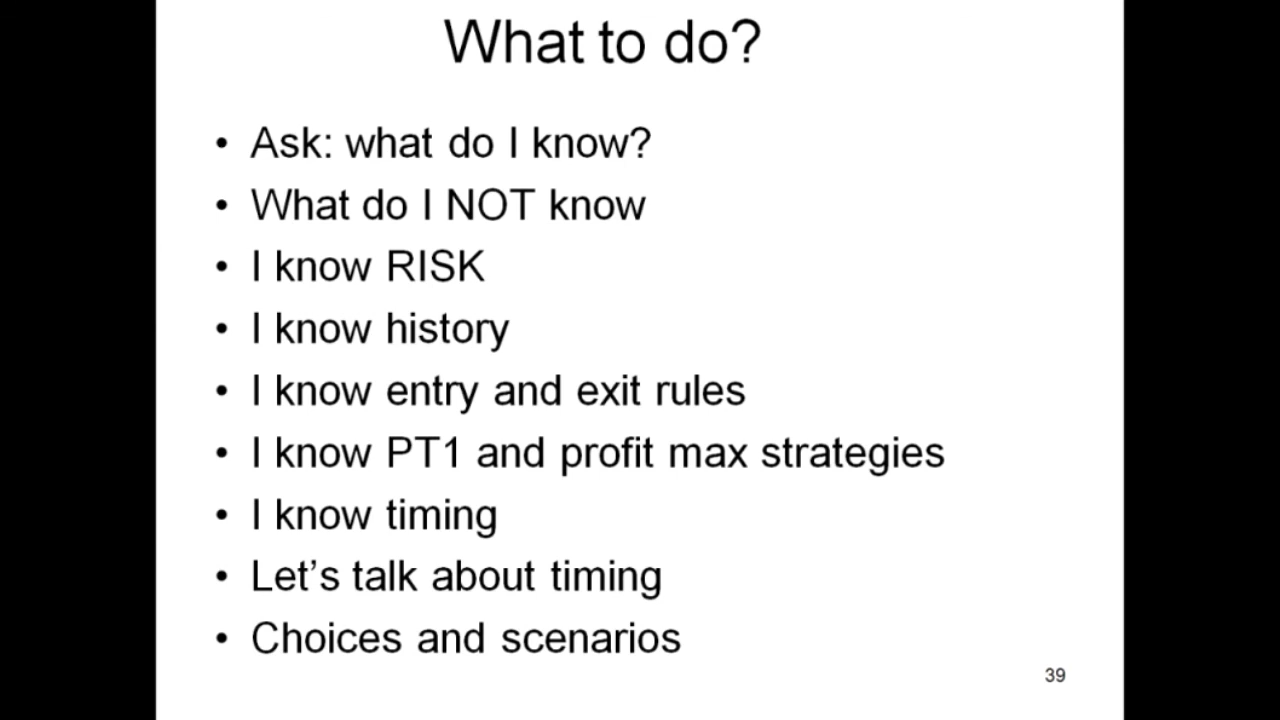 What to do?
• Ask: what do I know?
• What do I NOT know
• I know RISK
• I know history
• I know entry and exit rules
• I know PT1 and profit max strategies
• I know timing
• Let’s talk about timing
• Choices and scenarios
39